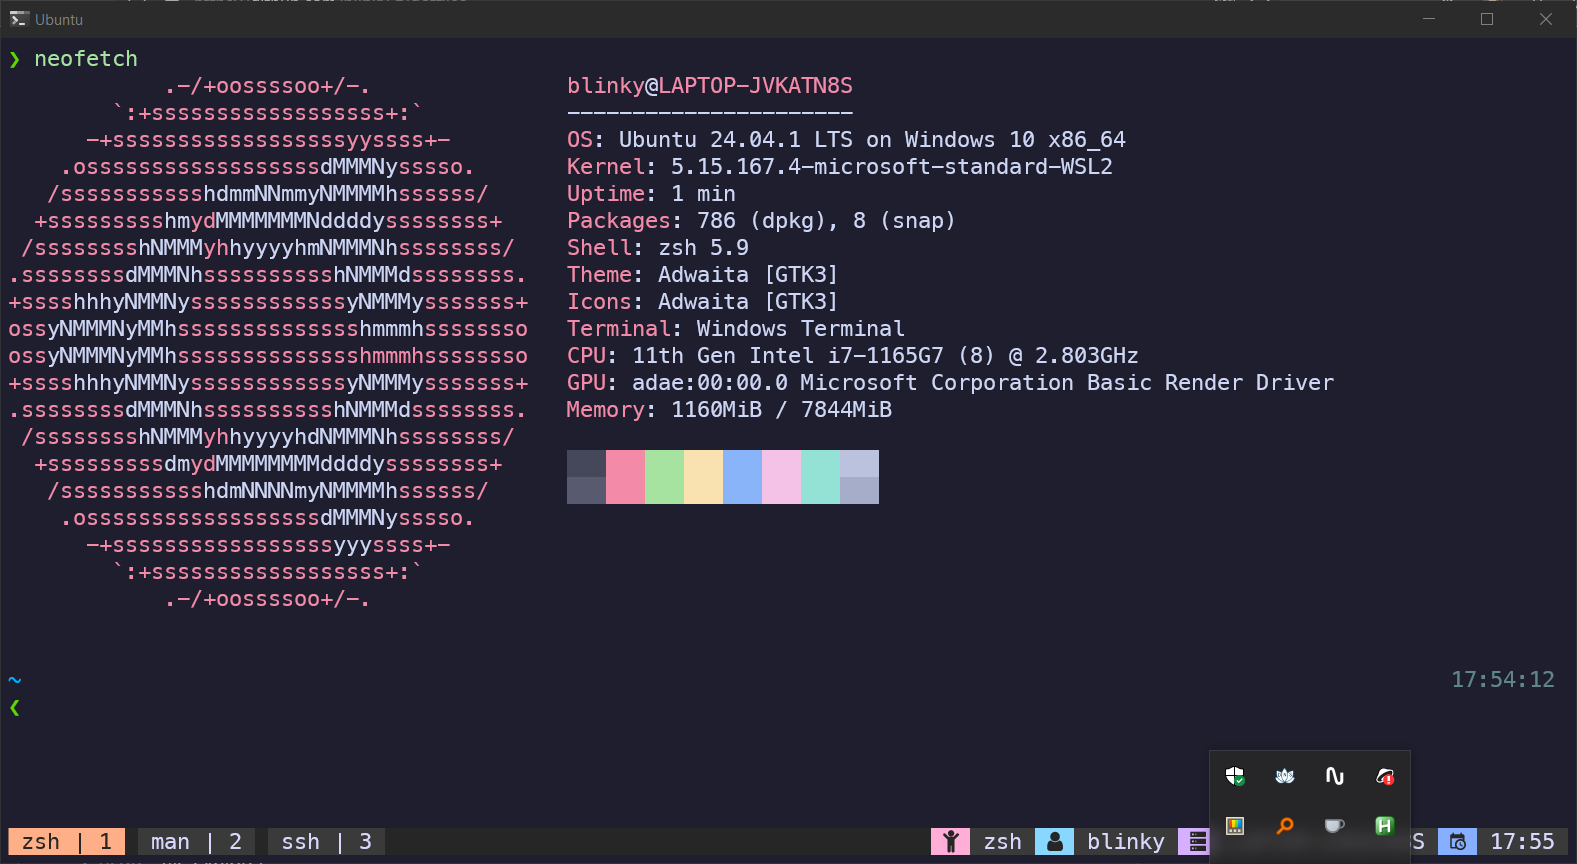 Ubuntu
❯ neofetch
.-/+oossssoo+/-.
`:+ssssssssssssssssss+:`
-+ssssssssssssssssssyyssss+-
.ossssssssssssssssssdMMMNysssso.
/ssssssssssshdmmNNmmyNMMMMhssssss/
+ssssssssshmydMMMMMMMNddddyssssssss+
/sssssssshNMMMyhhyyyyhmNMMMNhssssssss/
.ssssssssdMMMNhsssssssssshNMMMdssssssss.
+sssshhhyNMMNyssssssssssssyNMMMysssssss+
ossyNMMMNyMMhsssssssssssssshmmmhssssssso
ossyNMMMNyMMhsssssssssssssshmmmhssssssso
+sssshhhyNMMNyssssssssssssyNMMMysssssss+
.ssssssssdMMMNhsssssssssshNMMMdssssssss.
/sssssssshNMMMyhhyyyyhdNMMMNhssssssss/
+sssssssssdmydMMMMMMMMddddyssssssss+
/ssssssssssshdmNNNNmyNMMMMhssssss/
.ossssssssssssssssssdMMMNysssso.
-+sssssssssssssssssyyyssss+-
`:+ssssssssssssssssss+:`
.-/+oossssoo+/-.
blinky@LAPTOP-JVKATN8S
----------------------
OS: Ubuntu 24.04.1 LTS on Windows 10 x86_64
Kernel: 5.15.167.4-microsoft-standard-WSL2
Uptime: 1 min
Packages: 786 (dpkg), 8 (snap)
Shell: zsh 5.9
Theme: Adwaita [GTK3]
Icons: Adwaita [GTK3]
Terminal: Windows Terminal
CPU: 11th Gen Intel i7-1165G7 (8) @ 2.803GHz
GPU: adae:00:00.0 Microsoft Corporation Basic Render Driver
Memory: 1160MiB / 7844MiB
~ 17:54:12
❮
zsh | 1 man | 2 ssh | 3 zsh blinky S 17:55